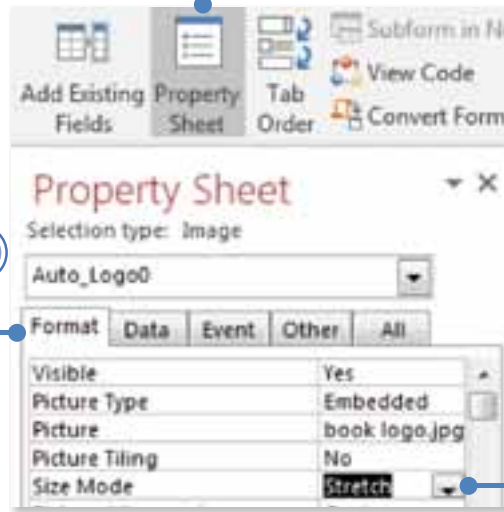 Add Existing Fields
Property Sheet
Tab Order
Subform in N
View Code
Convert Form
Property Sheet
Selection type: Image
Auto_Logo0
Format Data Event Other All
Visible Yes
Picture Type Embedded
Picture book logo.jpg
Picture Tiling No
Size Mode Stretch